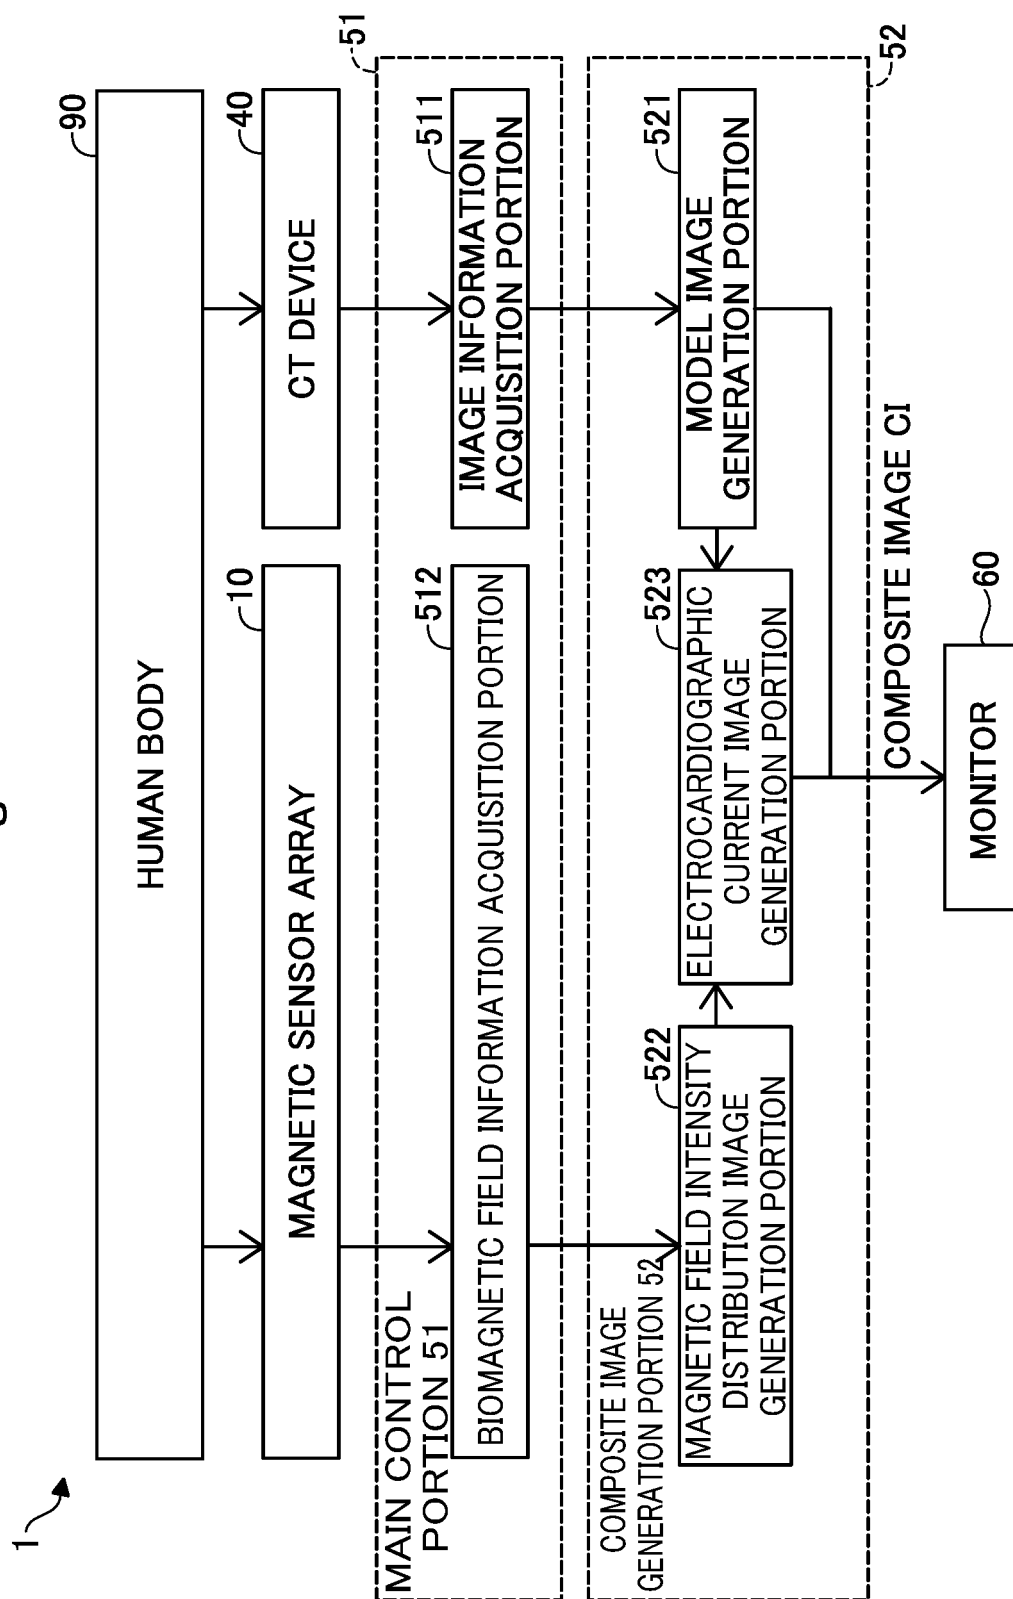 1
HUMAN BODY
90
MAGNETIC SENSOR ARRAY
10
CT DEVICE
40
51
MAIN CONTROL
PORTION 51
BIOMAGNETIC FIELD INFORMATION ACQUISITION PORTION
512
IMAGE INFORMATION
ACQUISITION PORTION
511
COMPOSITE IMAGE
GENERATION PORTION 52
52
MAGNETIC FIELD INTENSITY
DISTRIBUTION IMAGE
GENERATION PORTION
522
ELECTROCARDIOGRAPHIC
CURRENT IMAGE
GENERATION PORTION
523
MODEL IMAGE
GENERATION PORTION
521
COMPOSITE IMAGE CI
MONITOR
60